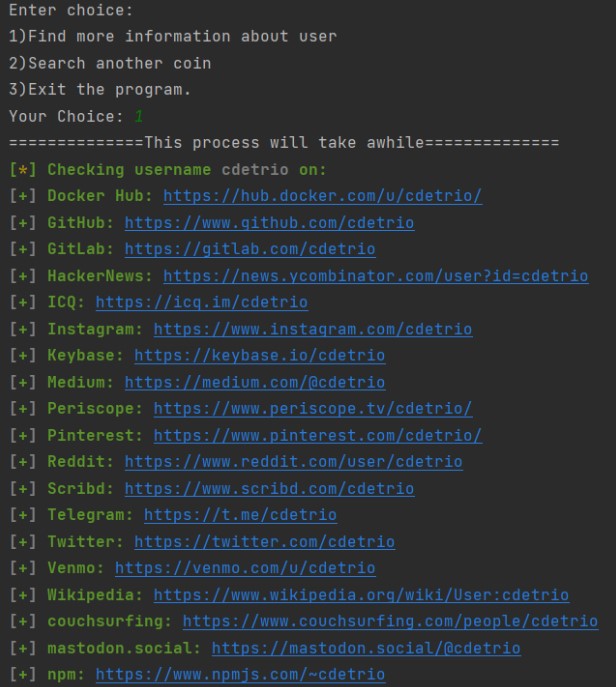 Enter choice:
1)Find more information about user
2)Search another coin
3)Exit the program.
Your Choice: 1
==============This process will take awhile==============
[*] Checking username cdetrio on:
[+] Docker Hub: https://hub.docker.com/u/cdetrio/
[+] GitHub: https://www.github.com/cdetrio
[+] GitLab: https://gitlab.com/cdetrio
[+] HackerNews: https://news.ycombinator.com/user?id=cdetrio
[+] ICQ: https://icq.im/cdetrio
[+] Instagram: https://www.instagram.com/cdetrio
[+] Keybase: https://keybase.io/cdetrio
[+] Medium: https://medium.com/@cdetrio
[+] Periscope: https://www.periscope.tv/cdetrio/
[+] Pinterest: https://www.pinterest.com/cdetrio/
[+] Reddit: https://www.reddit.com/user/cdetrio
[+] Scribd: https://www.scribd.com/cdetrio
[+] Telegram: https://t.me/cdetrio
[+] Twitter: https://twitter.com/cdetrio
[+] Venmo: https://venmo.com/u/cdetrio
[+] Wikipedia: https://www.wikipedia.org/wiki/User:cdetrio
[+] couchsurfing: https://www.couchsurfing.com/people/cdetrio
[+] mastodon.social: https://mastodon.social/@cdetrio
[+] npm: https://www.npmjs.com/~cdetrio